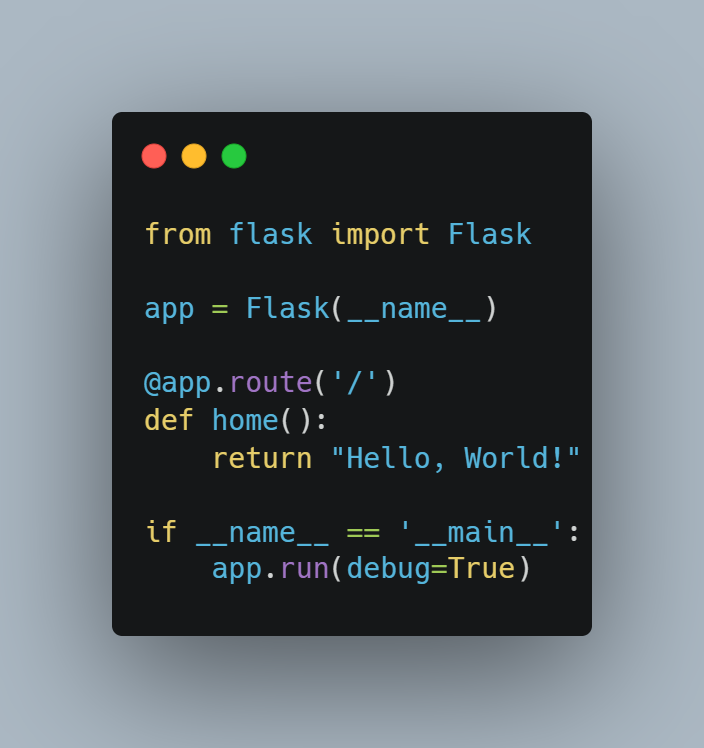 from flask import Flask

app = Flask(__name__)

@app.route('/')
def home():
    return "Hello, World!"

if __name__ == '__main__':
    app.run(debug=True)